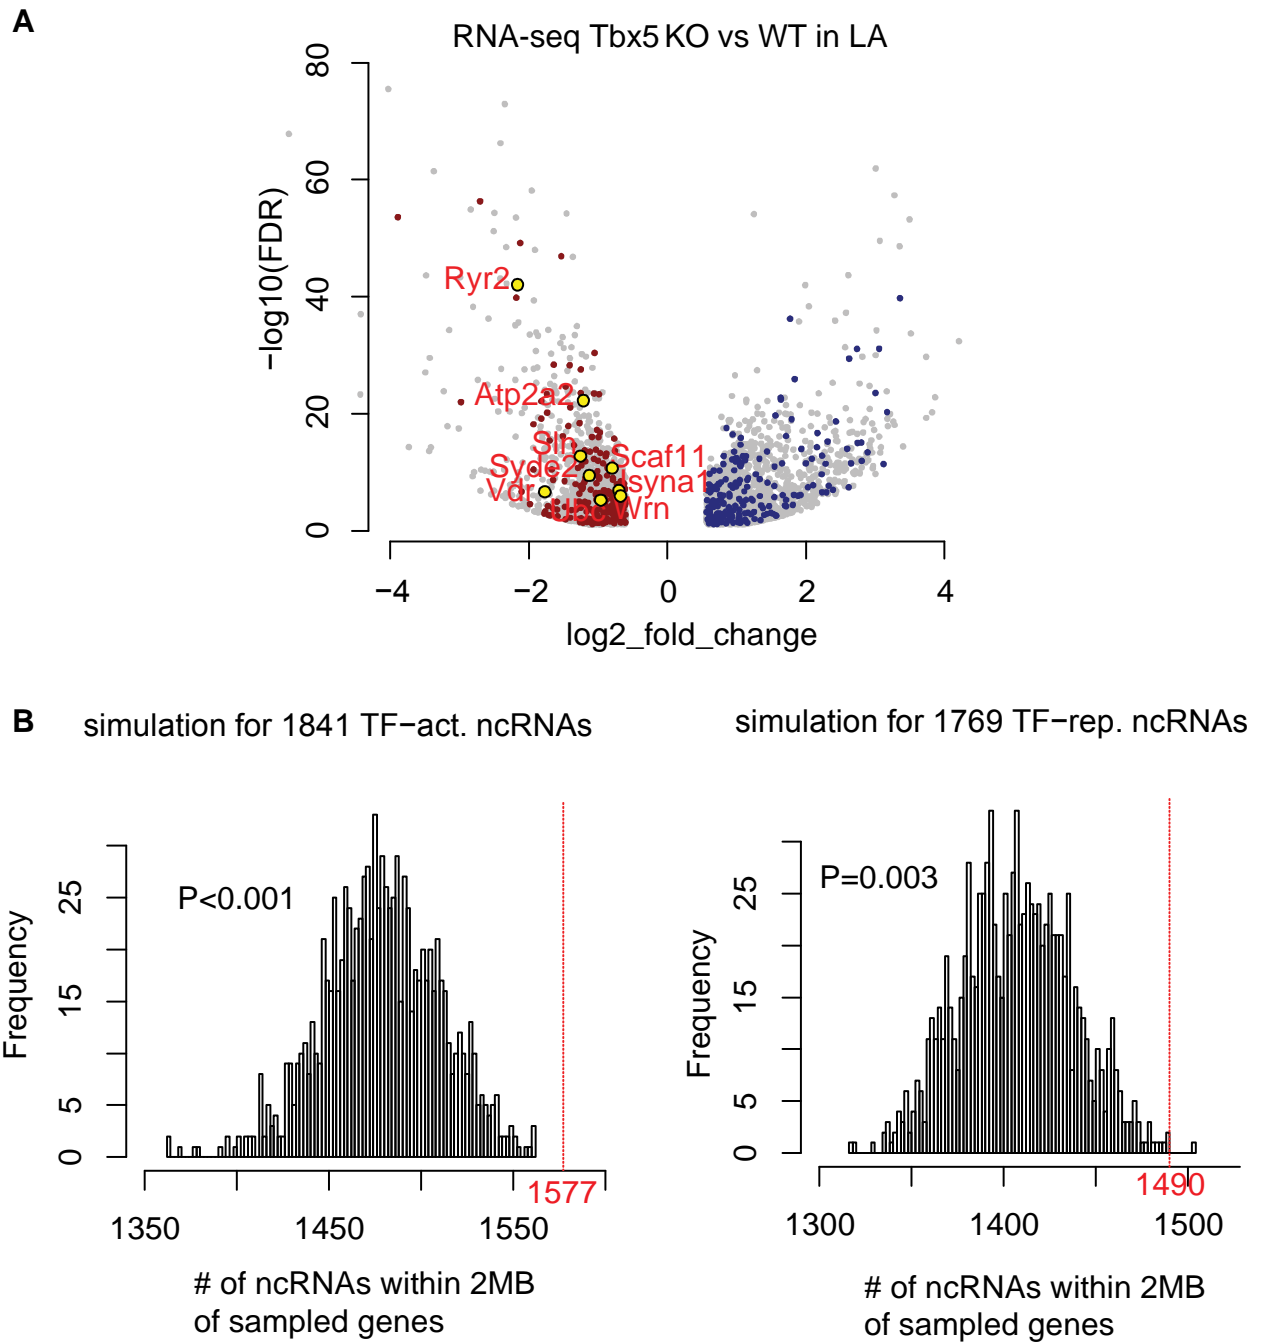 A
RNA-seq Tbx5 KO vs WT in LA
80
60
40
20
0
−log10(FDR)
Ryr2
Atp2a2
Sln
Scaf11
Syde2
Isyna1
Vdr
Wrn
−4 −2 0 2 4
log2_fold_change
B
simulation for 1841 TF−act. ncRNAs
P<0.001
Frequency
25
15
5
0
1577
1350 1450 1550
# of ncRNAs within 2MB
of sampled genes
simulation for 1769 TF−rep. ncRNAs
P=0.003
Frequency
25
15
5
0
1490
1300 1400 1500
# of ncRNAs within 2MB
of sampled genes